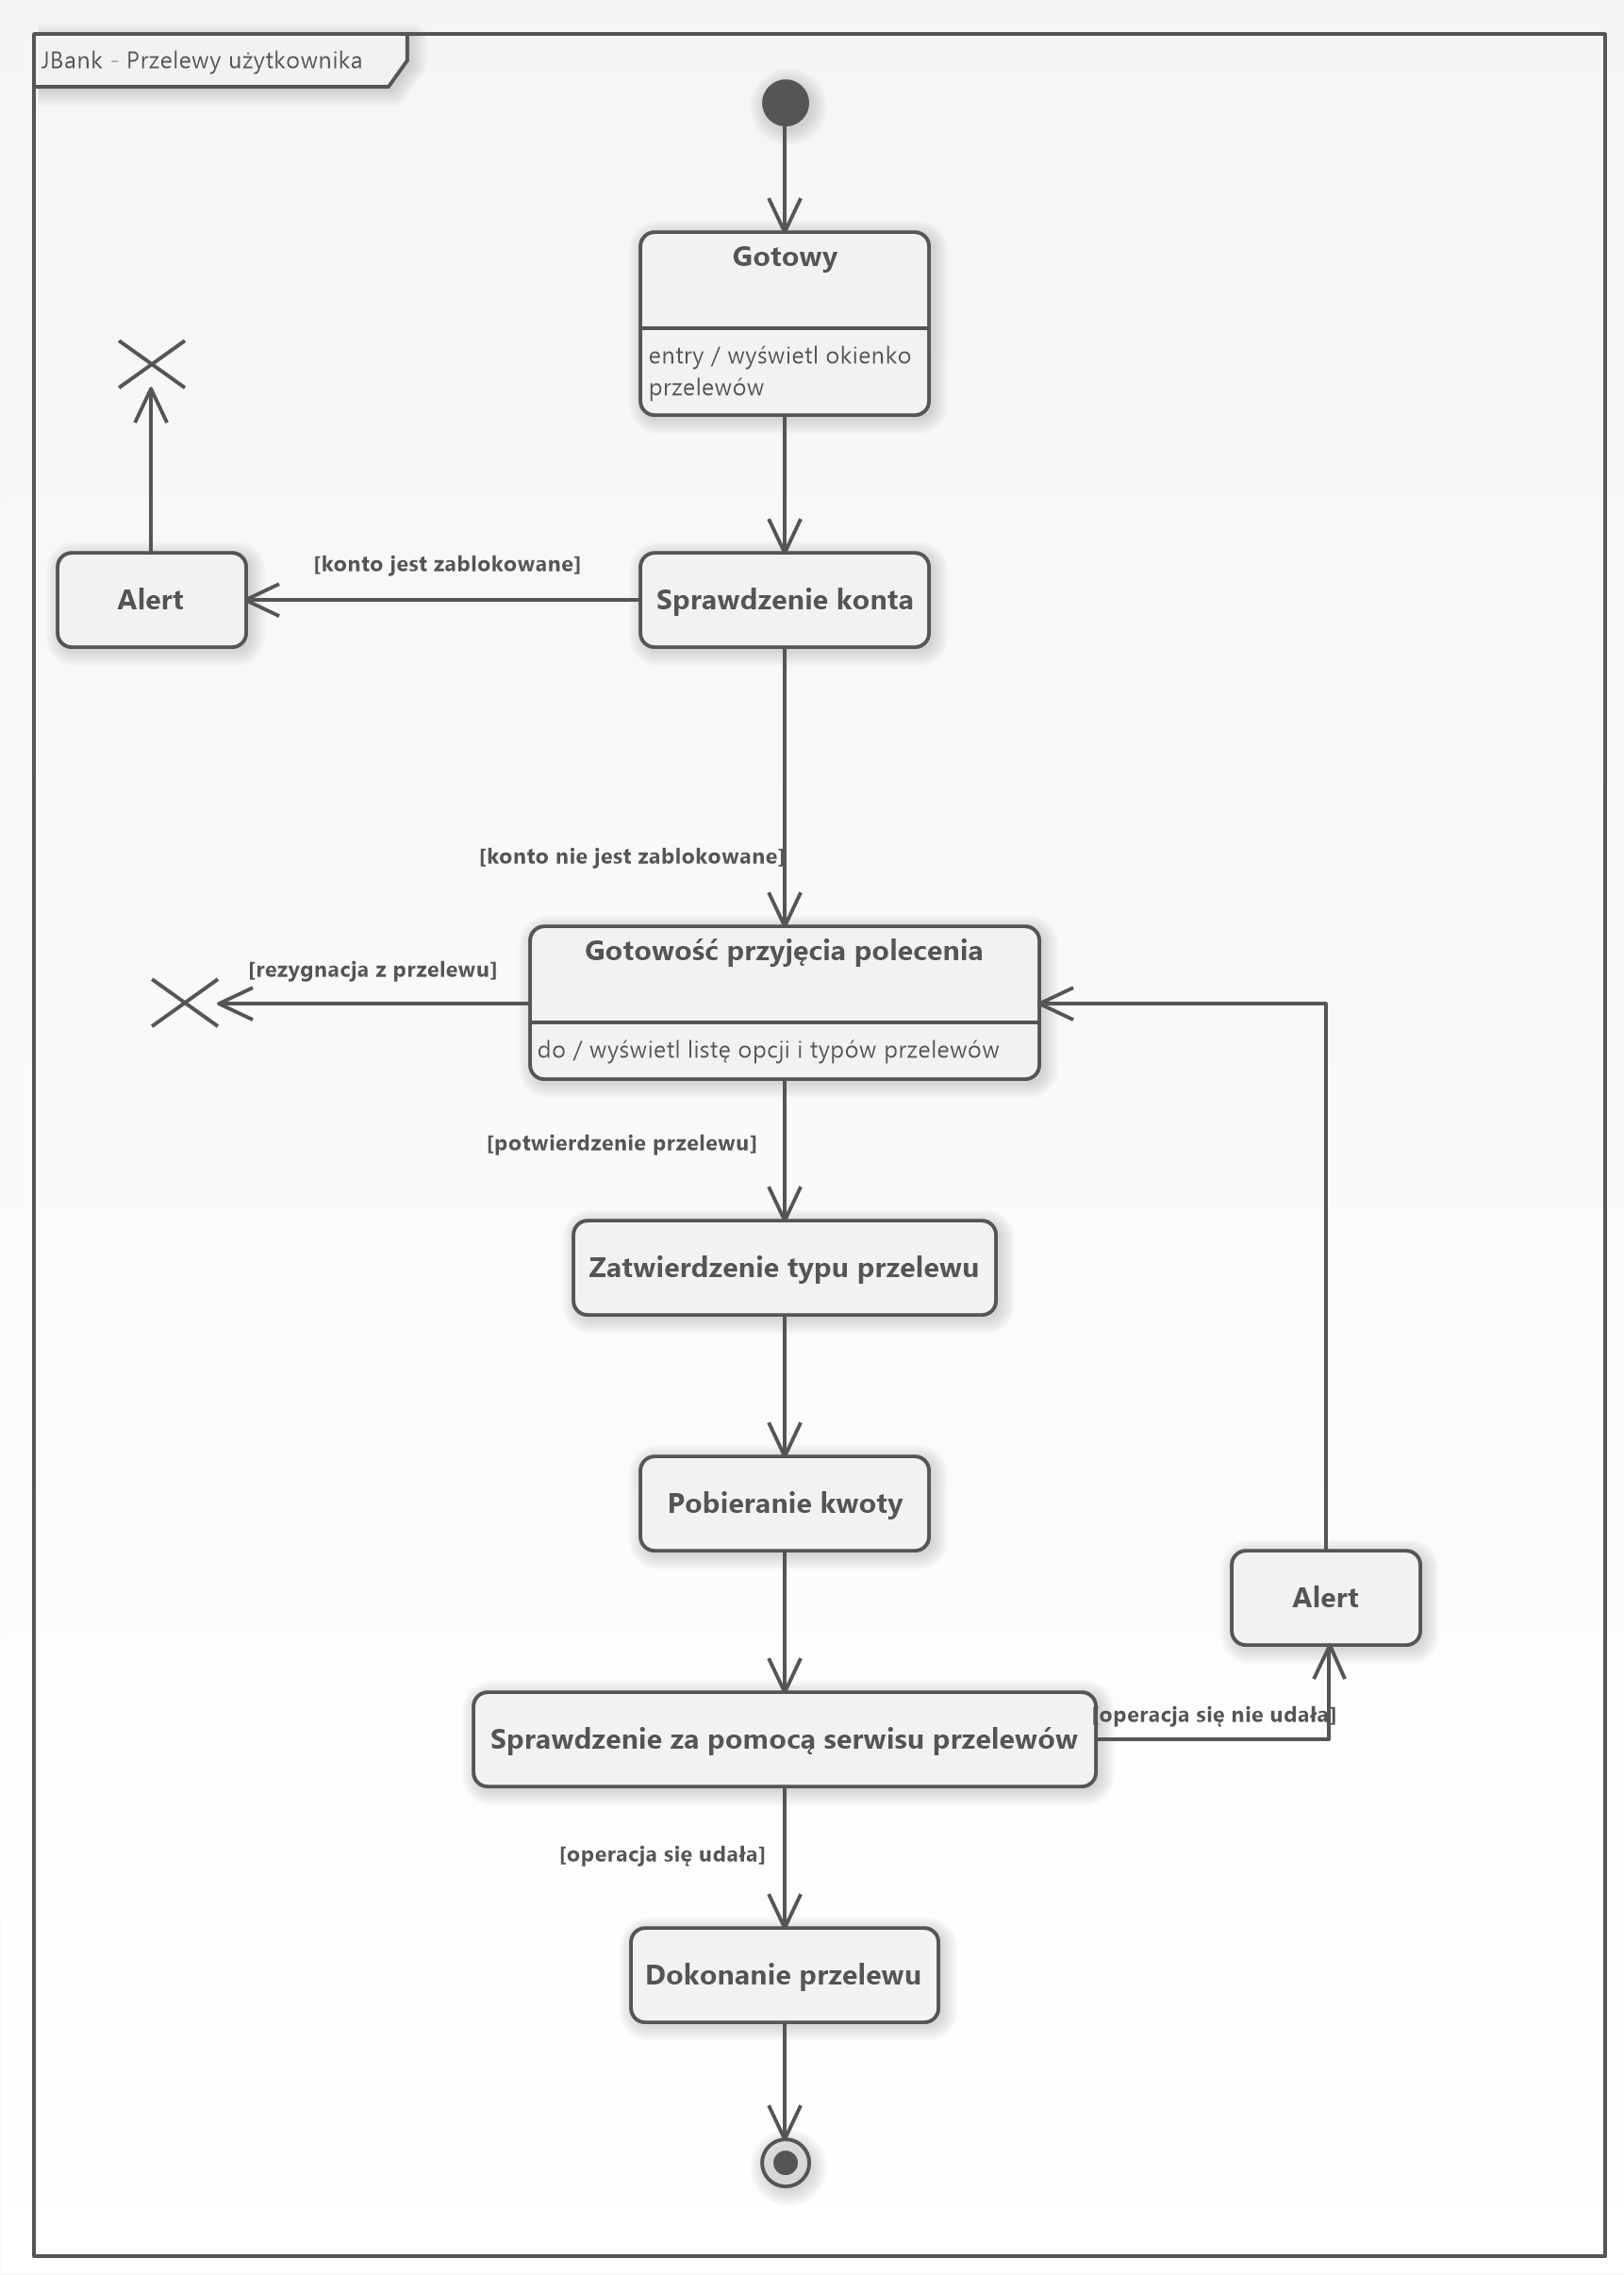 JBank - Przelewy użytkownika
Gotowy
entry / wyświetl okienko
przelewów
[konto jest zablokowane]
Alert
Sprawdzenie konta
[konto nie jest zablokowane]
Gotowość przyjęcia polecenia
[rezygnacja z przelewu]
do / wyświetl listę opcji i typów przelewów
[potwierdzenie przelewu]
Zatwierdzenie typu przelewu
Pobieranie kwoty
Alert
[operacja się nie udała]
Sprawdzenie za pomocą serwisu przelewów
[operacja się udała]
Dokonanie przelewu